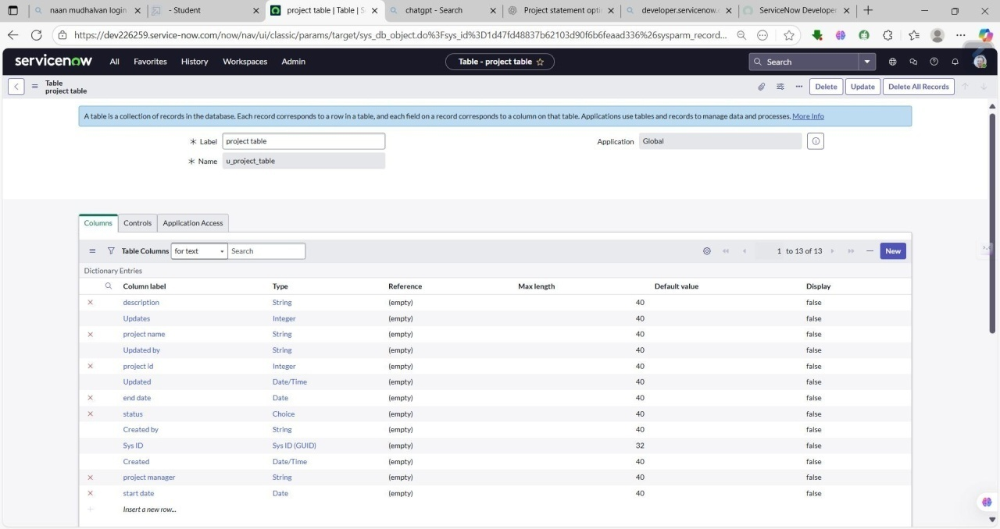 naan mudhalvan login
- Student
project table | Table | S
chatgpt - Search
Project statement opti
developer.servicenow.c
ServiceNow Developer
https://dev226259.service-now.com/now/nav/ui/classic/params/target/sys_db_object.do%3Fsys_id%3D1d47fd48837b62103d90f6b6feaad336%26sysparm_record...
servicenow All Favorites History Workspaces Admin Table - project table Search
Table
project table
Delete Update Delete All Records
A table is a collection of records in the database. Each record corresponds to a row in a table, and each field on a record corresponds to a column on that table. Applications use tables and records to manage data and processes. More Info
Label project table Application Global
Name u_project_table
Columns Controls Application Access
Table Columns for text Search 1 to 13 of 13 New
Dictionary Entries
Column label Type Reference Max length Default value Display
description String (empty) 40 false
Updates Integer (empty) 40 false
project name String (empty) 40 false
Updated by String (empty) 40 false
project id Integer (empty) 40 false
Updated Date/Time (empty) 40 false
end date Date (empty) 40 false
status Choice (empty) 40 false
Created by String (empty) 40 false
Sys ID Sys ID (GUID) (empty) 32 false
Created Date/Time (empty) 40 false
project manager String (empty) 40 false
start date Date (empty) 40 false
Insert a new row...